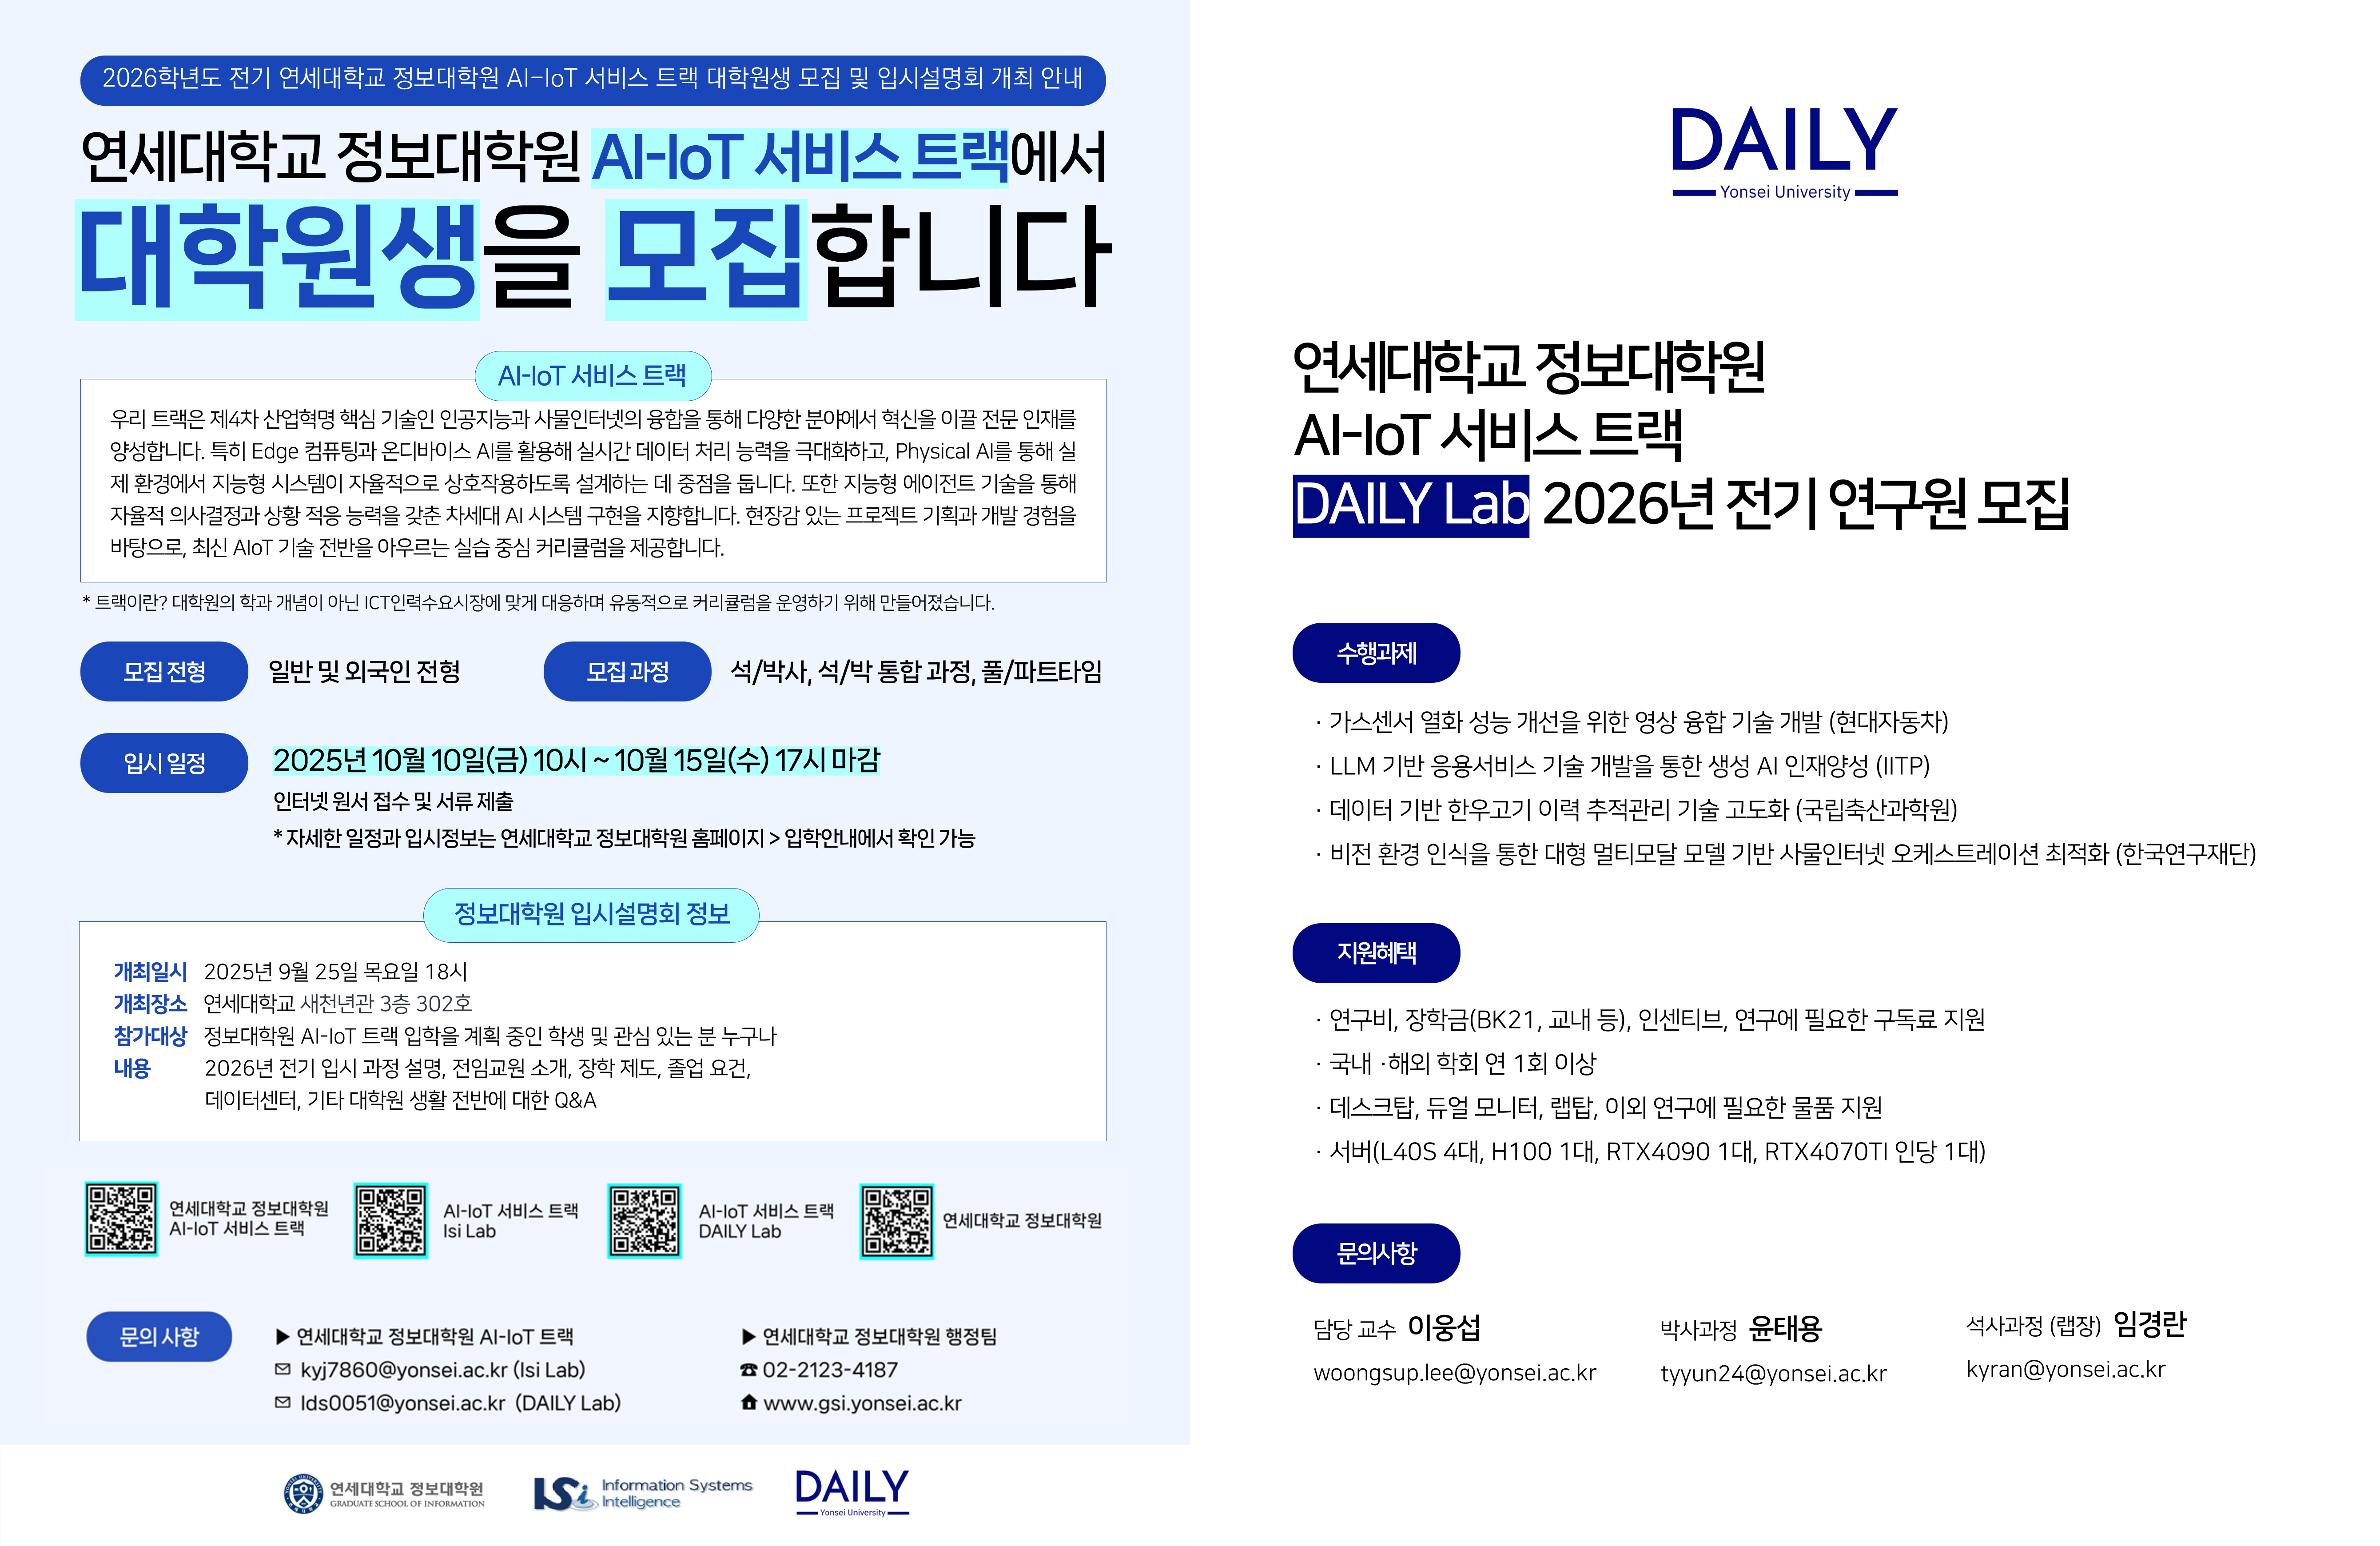 2026학년도 전기 연세대학교 정보대학원 AI-IoT 서비스 트랙 대학원생 모집 및 입시설명회 개최 안내
연세대학교 정보대학원 AI-IoT 서비스 트랙에서
대학원생을 모집합니다
AI-IoT 서비스 트랙
우리 트랙은 제4차 산업혁명 핵심 기술인 인공지능과 사물인터넷의 융합을 통해 다양한 분야에서 혁신을 이끌 전문 인재를
양성합니다. 특히 Edge 컴퓨팅과 온디바이스 AI를 활용해 실시간 데이터 처리 능력을 극대화하고, Physical AI를 통해 실
제 환경에서 지능형 시스템이 자율적으로 상호작용하도록 설계하는 데 중점을 둡니다. 또한 지능형 에이전트 기술을 통해
자율적 의사결정과 상황 적응 능력을 갖춘 차세대 AI 시스템 구현을 지향합니다. 현장감 있는 프로젝트 기획과 개발 경험을
바탕으로, 최신 AIoT 기술 전반을 아우르는 실습 중심 커리큘럼을 제공합니다.
* 트랙이란? 대학원의 학과 개념이 아닌 ICT인력수요시장에 맞게 대응하며 유동적으로 커리큘럼을 운영하기 위해 만들어졌습니다.
모집 전형 일반 및 외국인 전형 모집 과정 석/박사, 석/박 통합 과정, 풀/파트타임
입시 일정 2025년 10월 10일(금) 10시 ~ 10월 15일(수) 17시 마감
인터넷 원서 접수 및 서류 제출
* 자세한 일정과 입시정보는 연세대학교 정보대학원 홈페이지 > 입학안내에서 확인 가능
정보대학원 입시설명회 정보
개최일시 2025년 9월 25일 목요일 18시
개최장소 연세대학교 새천년관 3층 302호
참가대상 정보대학원 AI-IoT 트랙 입학을 계획 중인 학생 및 관심 있는 분 누구나
내용 2026년 전기 입시 과정 설명, 전임교원 소개, 장학 제도, 졸업 요건,
데이터센터, 기타 대학원 생활 전반에 대한 Q&A
연세대학교 정보대학원
AI-IoT 서비스 트랙
AI-IoT 서비스 트랙
Isi Lab
AI-IoT 서비스 트랙
DAILY Lab
연세대학교 정보대학원
문의 사항
▶ 연세대학교 정보대학원 AI-IoT 트랙
kyj7860@yonsei.ac.kr (Isi Lab)
lds0051@yonsei.ac.kr (DAILY Lab)
▶ 연세대학교 정보대학원 행정팀
02-2123-4187
www.gsi.yonsei.ac.kr
연세대학교 정보대학원
GRADUATE SCHOOL OF INFORMATION
ISi Information Systems
Intelligence
DAILY
Yonsei University
DAILY
Yonsei University
연세대학교 정보대학원
AI-IoT 서비스 트랙
DAILY Lab 2026년 전기 연구원 모집
수행과제
· 가스센서 열화 성능 개선을 위한 영상 융합 기술 개발 (현대자동차)
· LLM 기반 응용서비스 기술 개발을 통한 생성 AI 인재양성 (IITP)
· 데이터 기반 한우고기 이력 추적관리 기술 고도화 (국립축산과학원)
· 비전 환경 인식을 통한 대형 멀티모달 모델 기반 사물인터넷 오케스트레이션 최적화 (한국연구재단)
지원혜택
· 연구비, 장학금(BK21, 교내 등), 인센티브, 연구에 필요한 구독료 지원
· 국내 ·해외 학회 연 1회 이상
· 데스크탑, 듀얼 모니터, 랩탑, 이외 연구에 필요한 물품 지원
· 서버(L40S 4대, H100 1대, RTX4090 1대, RTX4070TI 인당 1대)
문의사항
담당 교수 이웅섭
woongsup.lee@yonsei.ac.kr
박사과정 윤태용
tyyun24@yonsei.ac.kr
석사과정 (랩장) 임경란
kyran@yonsei.ac.kr